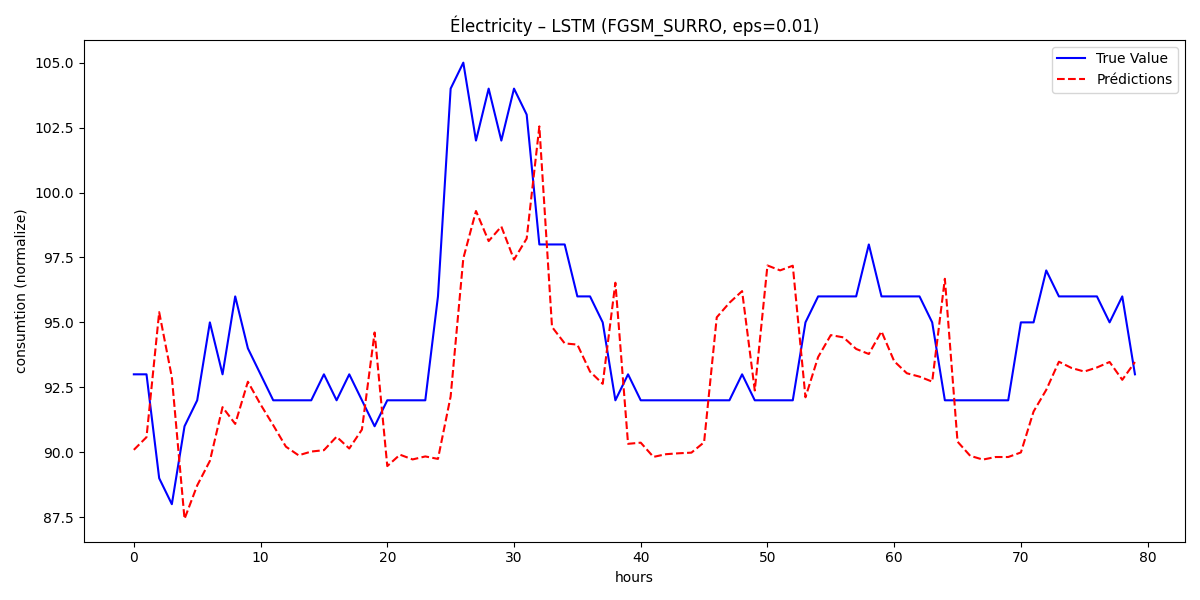 Électricity – LSTM (FGSM_SURRO, eps=0.01)
True Value
Prédictions
consumtion (normalize)
105.0
102.5
100.0
97.5
95.0
92.5
90.0
87.5
0 10 20 30 40 50 60 70 80
hours